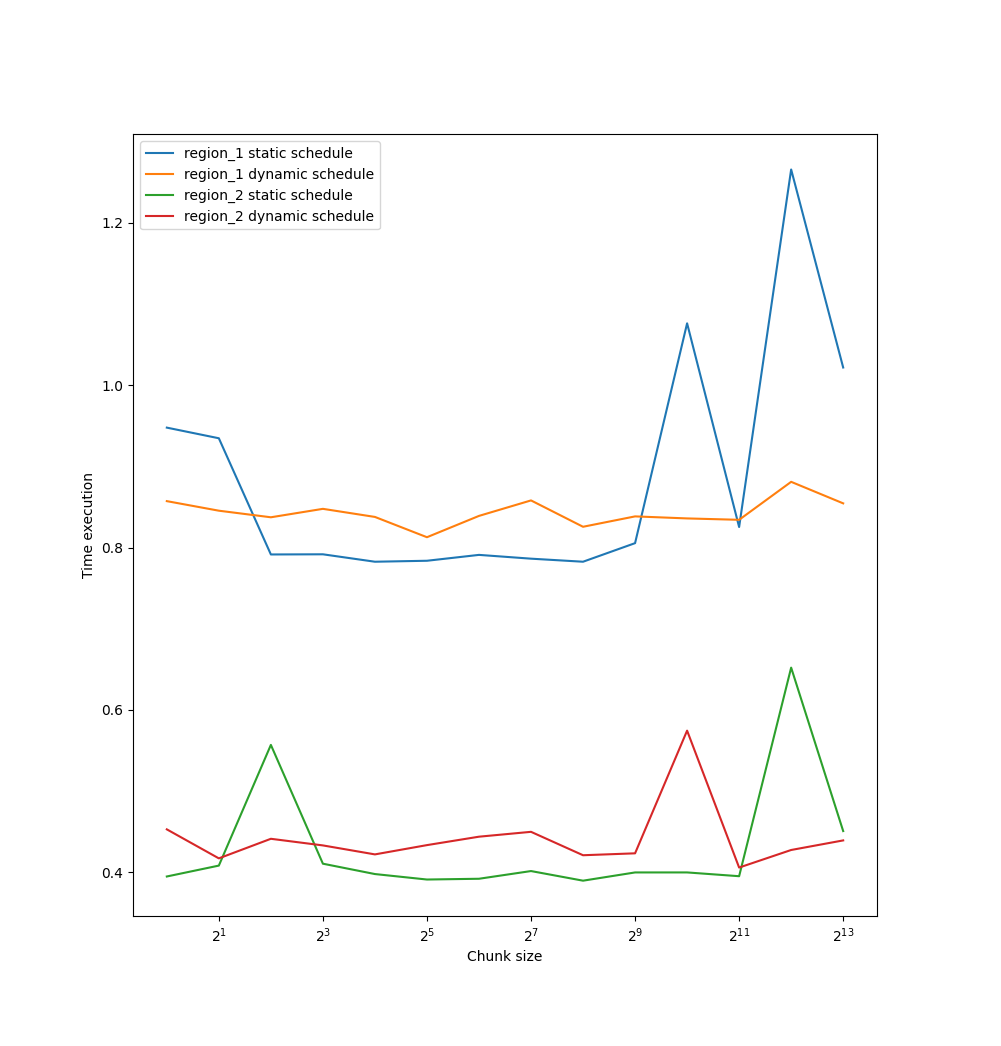 region_1 static schedule
region_1 dynamic schedule
region_2 static schedule
region_2 dynamic schedule
1.2
1.0
0.8
0.6
0.4
Time execution
2^1 2^3 2^5 2^7 2^9 2^11 2^13
Chunk size